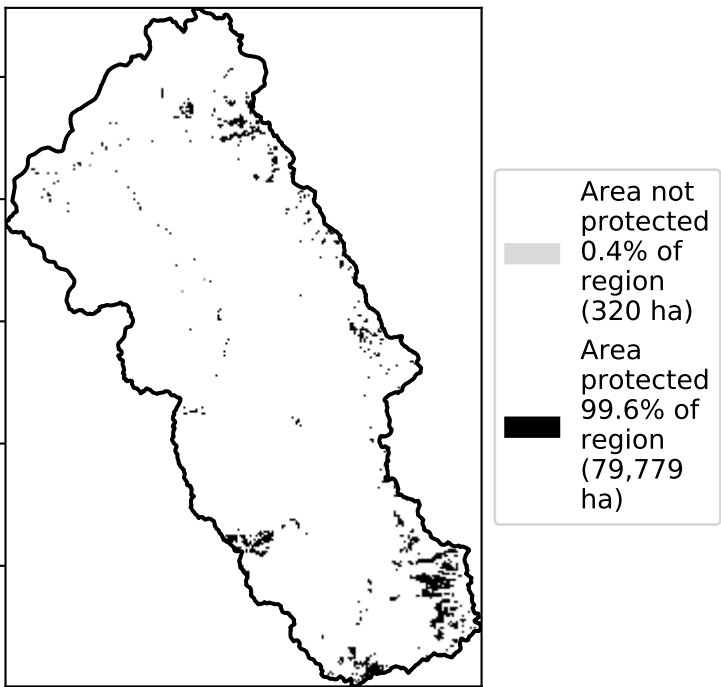 Area not
protected
0.4% of
region
(320 ha)
Area
protected
99.6% of
region
(79,779
ha)